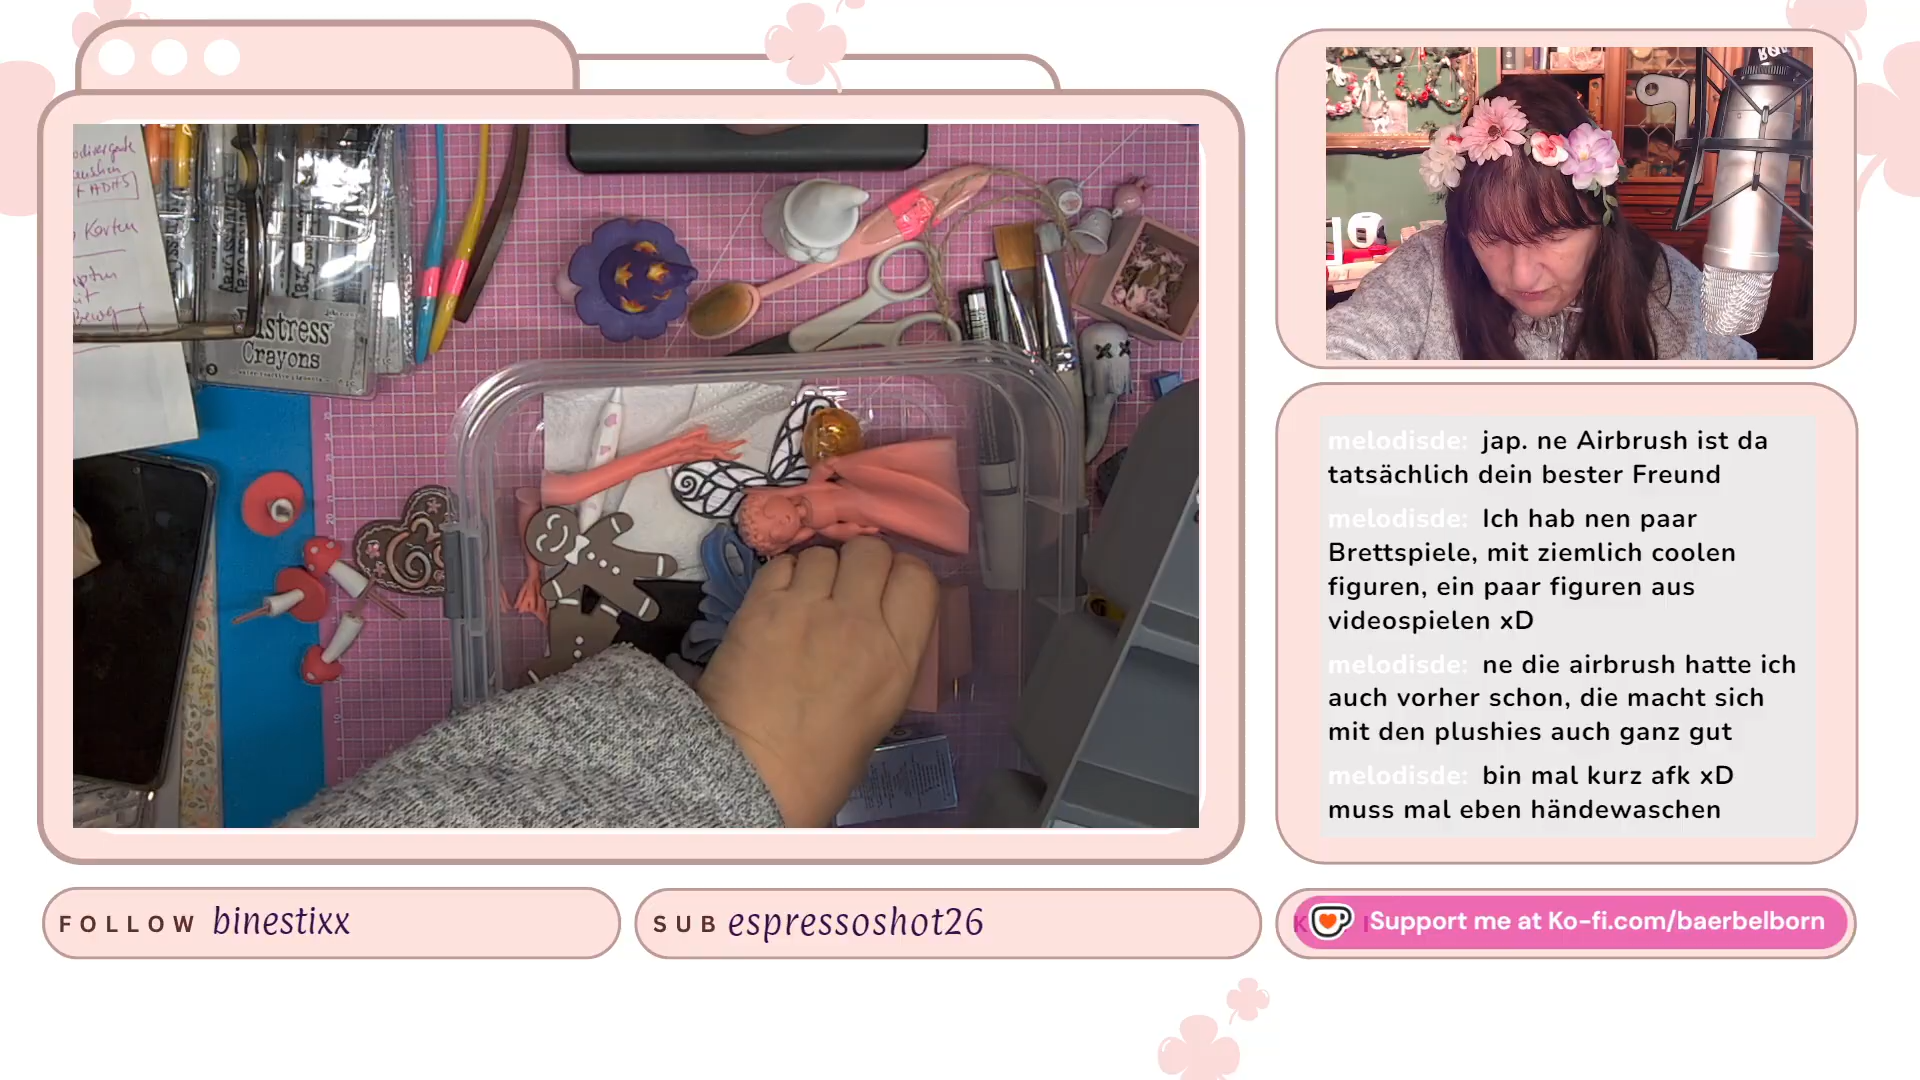 + ADHS
Karten
mit
Bewegung
Distress
Crayons
melodisde: jap. ne Airbrush ist da
tatsächlich dein bester Freund
melodisde: Ich hab nen paar
Brettspiele, mit ziemlich coolen
figuren, ein paar figuren aus
videospielen xD
melodisde: ne die airbrush hatte ich
auch vorher schon, die macht sich
mit den plushies auch ganz gut
melodisde: bin mal kurz afk xD
muss mal eben händewaschen
FOLLOW binestixx
SUB espressoshot26
Support me at Ko-fi.com/baerbelborn